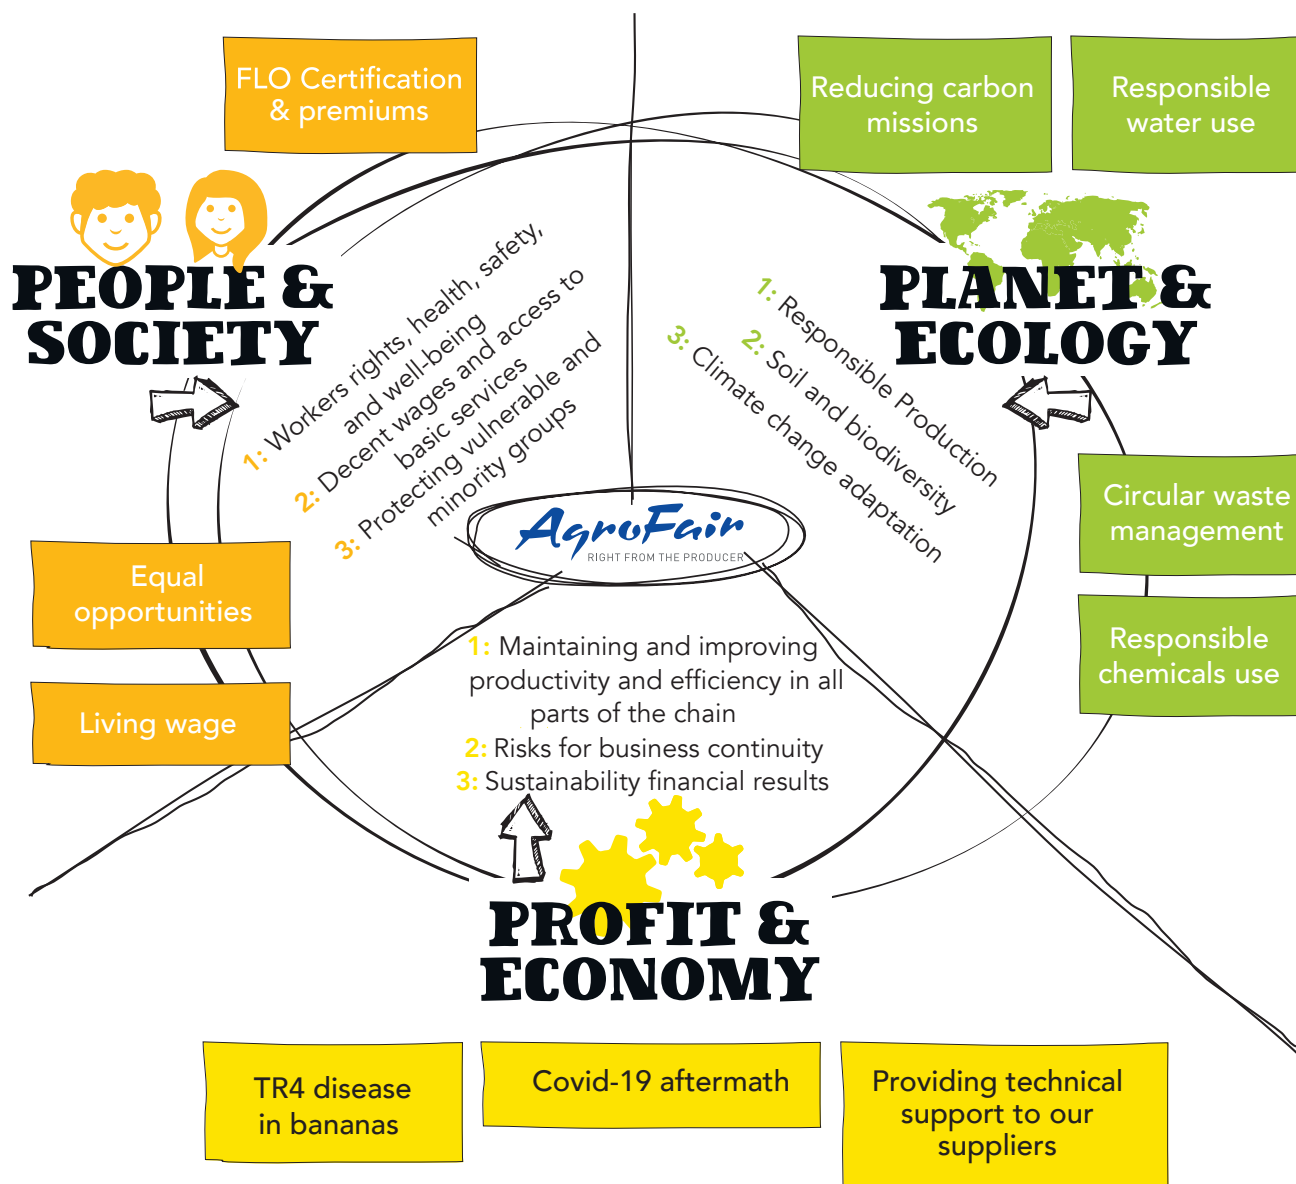 FLO Certification
& premiums
Reducing carbon
missions
Responsible
water use
PEOPLE &
SOCIETY
1: Workers rights, health, safety,
and well-being
2: Decent wages and access to
basic services
3: Protecting vulnerable and
minority groups
PLANET &
ECOLOGY
1: Responsible Production
2: Soil and biodiversity
3: Climate change adaptation
Equal
opportunities
Living wage
AgroFair
RIGHT FROM THE PRODUCER
Circular waste
management
Responsible
chemicals use
1: Maintaining and improving
productivity and efficiency in all
parts of the chain
2: Risks for business continuity
3: Sustainability financial results
PROFIT &
ECONOMY
TR4 disease
in bananas
Covid-19 aftermath
Providing technical
support to our
suppliers